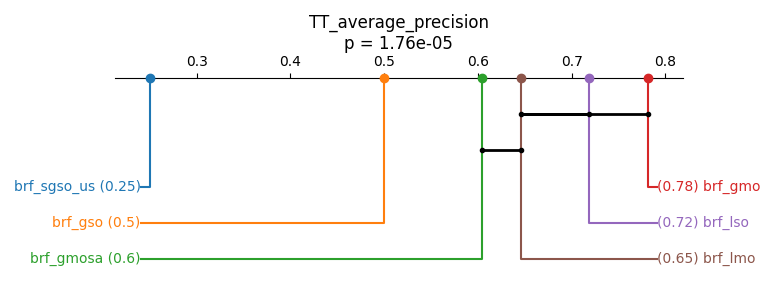 TT_average_precision
p = 1.76e-05
0.3 0.4 0.5 0.6 0.7 0.8
brf_sgso_us (0.25) (0.78) brf_gmo
brf_gso (0.5) (0.72) brf_lso
brf_gmosa (0.6) (0.65) brf_lmo